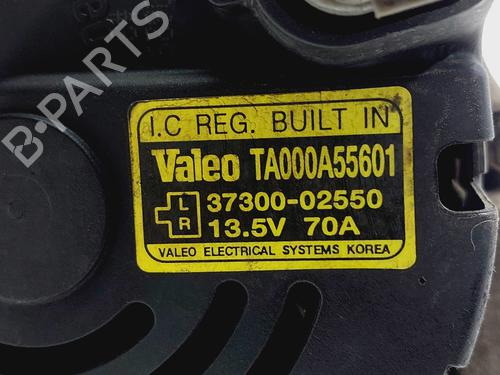 B-PARTS
I.C REG. BUILT IN
Valeo TA000A55601
L 37300-02550
R 13.5V 70A
VALEO ELECTRICAL SYSTEMS KOREA